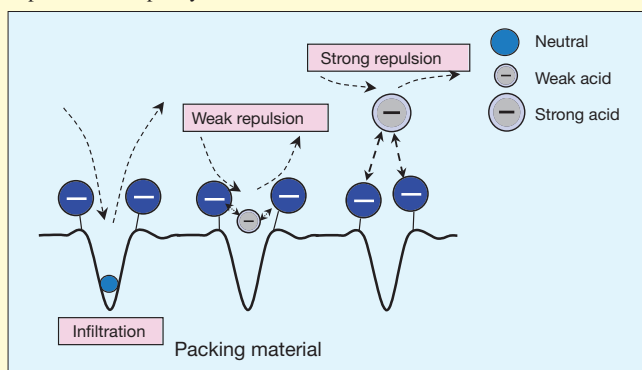 Strong repulsion
Neutral
Weak acid
Strong acid
Weak repulsion
Infiltration
Packing material